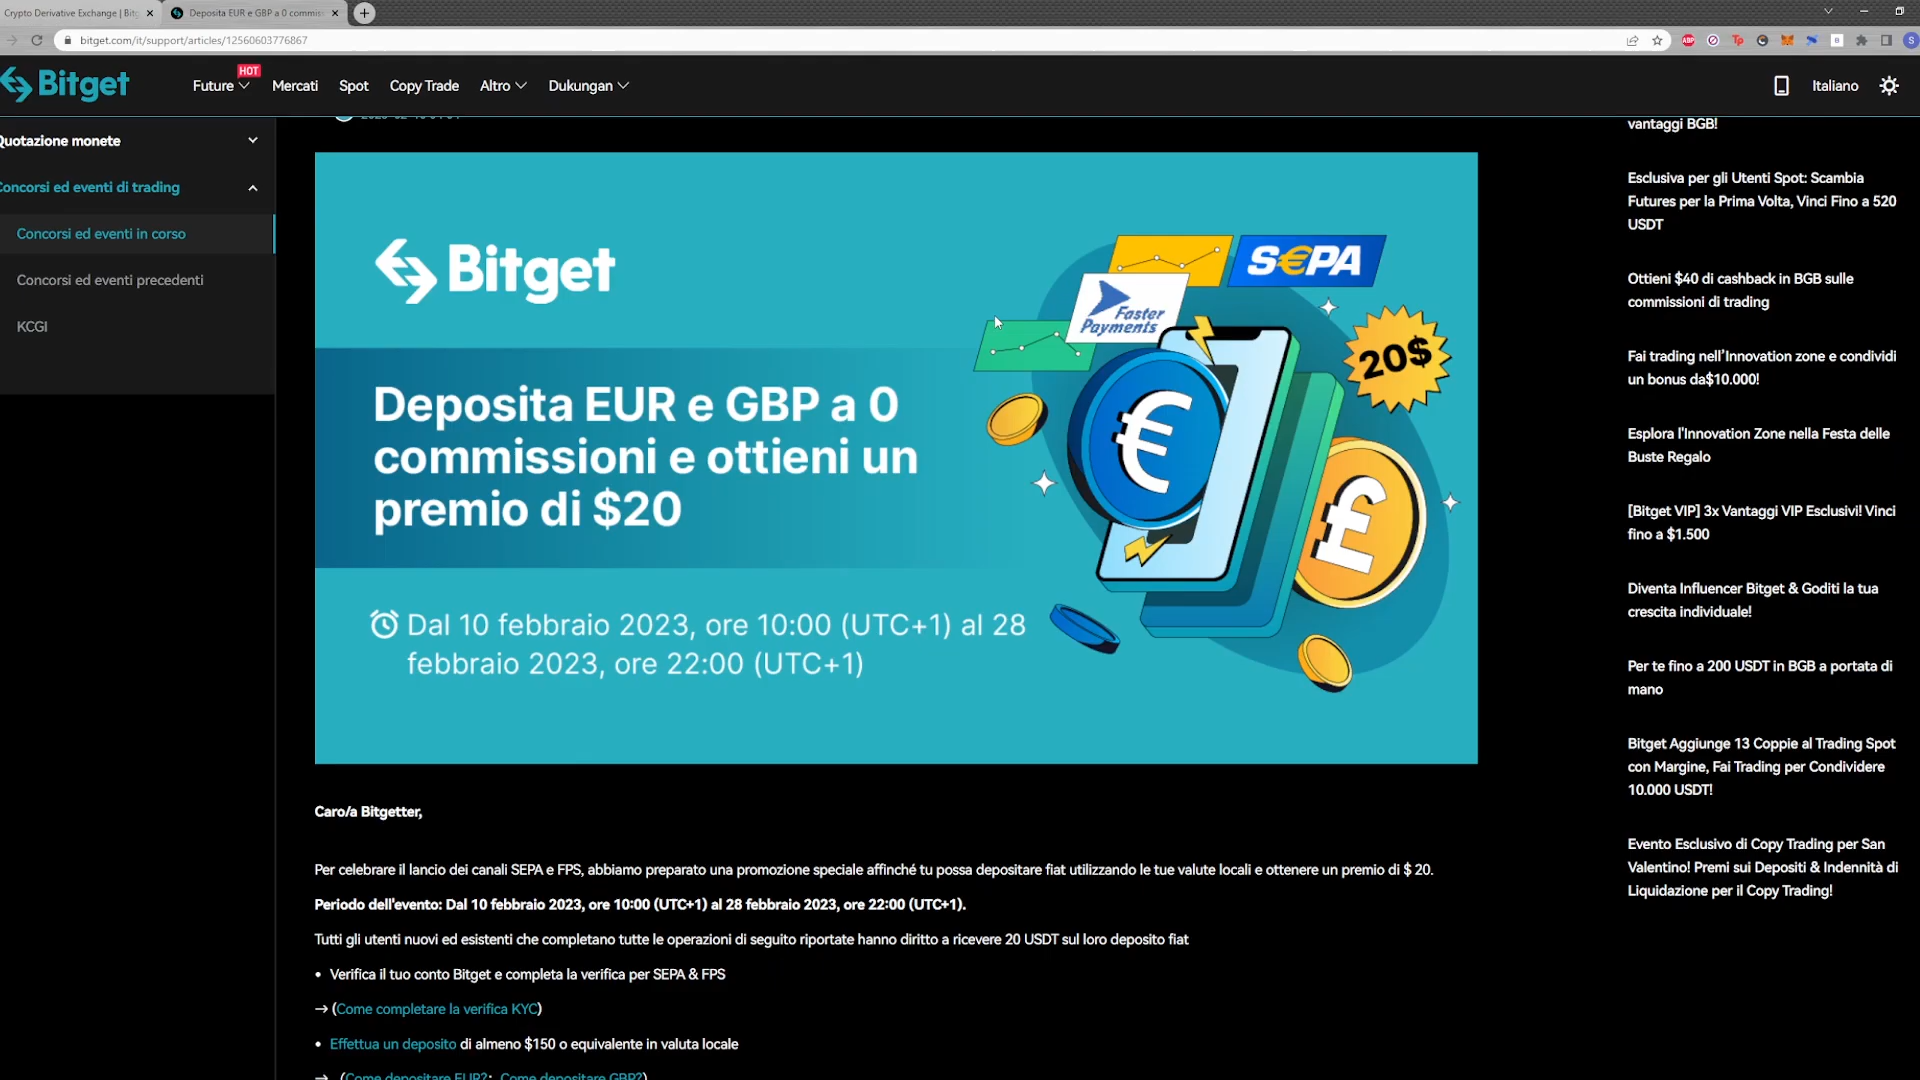 Crypto Derivative Exchange | Bitg
Deposita EUR e GBP a 0 commiss
bitget.com/it/support/articles/12560603776867
Bitget
Future
HOT
Mercati
Spot
Copy Trade
Altro
Dukungan
Italiano
Quotazione monete
Concorsi ed eventi di trading
Concorsi ed eventi in corso
Concorsi ed eventi precedenti
KCGI
Bitget
Deposita EUR e GBP a 0
commissioni e ottieni un
premio di $20
Dal 10 febbraio 2023, ore 10:00 (UTC+1) al 28
febbraio 2023, ore 22:00 (UTC+1)
S€PA
Faster
Payments
20$
€
£
Caro/a Bitgetter,
Per celebrare il lancio dei canali SEPA e FPS, abbiamo preparato una promozione speciale affinché tu possa depositare fiat utilizzando le tue valute locali e ottenere un premio di $ 20.
Periodo dell'evento: Dal 10 febbraio 2023, ore 10:00 (UTC+1) al 28 febbraio 2023, ore 22:00 (UTC+1).
Tutti gli utenti nuovi ed esistenti che completano tutte le operazioni di seguito riportate hanno diritto a ricevere 20 USDT sul loro deposito fiat
• Verifica il tuo conto Bitget e completa la verifica per SEPA & FPS
→ (Come completare la verifica KYC)
• Effettua un deposito di almeno $150 o equivalente in valuta locale
→ (Come depositare EUR?; Come depositare GBP?)
vantaggi BGB!
Esclusiva per gli Utenti Spot: Scambia
Futures per la Prima Volta, Vinci Fino a 520
USDT
Ottieni $40 di cashback in BGB sulle
commissioni di trading
Fai trading nell'Innovation zone e condividi
un bonus da$10.000!
Esplora l'Innovation Zone nella Festa delle
Buste Regalo
[Bitget VIP] 3x Vantaggi VIP Esclusivi! Vinci
fino a $1.500
Diventa Influencer Bitget & Goditi la tua
crescita individuale!
Per te fino a 200 USDT in BGB a portata di
mano
Bitget Aggiunge 13 Coppie al Trading Spot
con Margine, Fai Trading per Condividere
10.000 USDT!
Evento Esclusivo di Copy Trading per San
Valentino! Premi sui Depositi & Indennità di
Liquidazione per il Copy Trading!